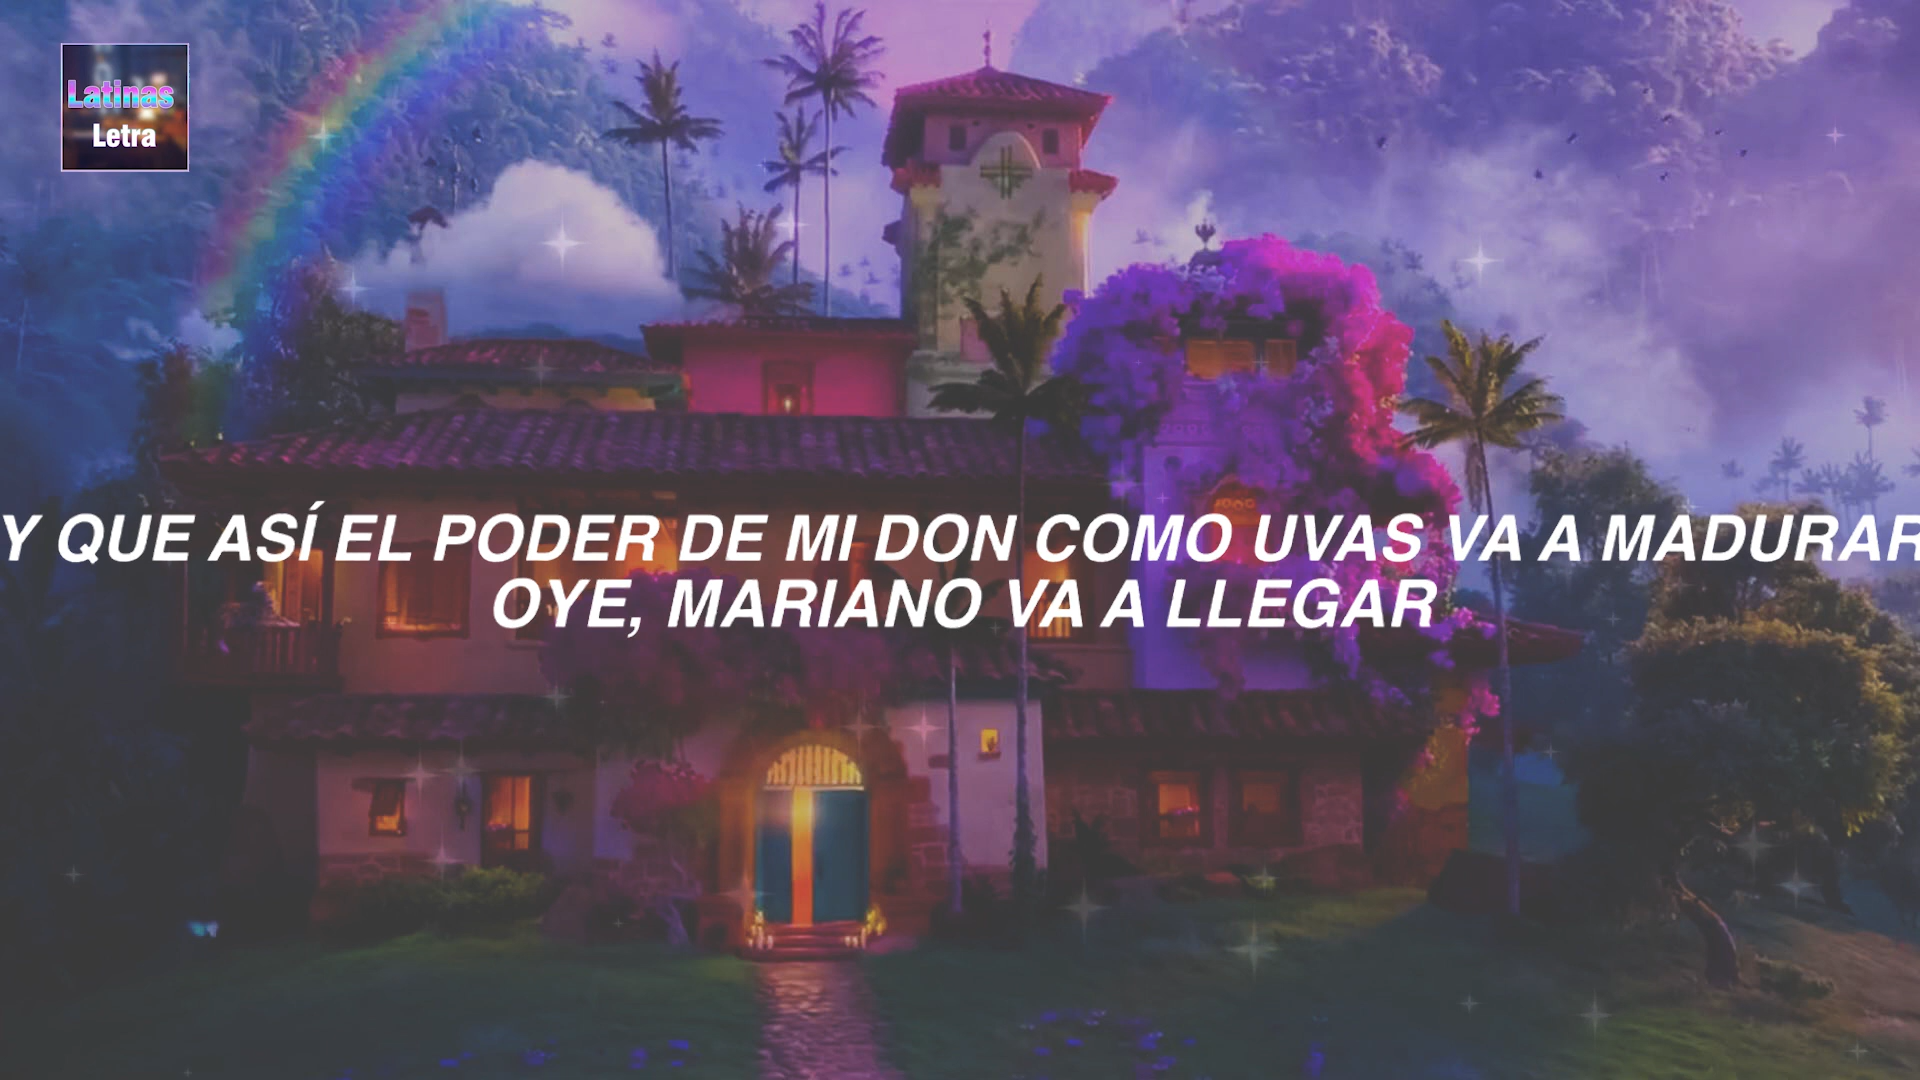 Latinas
Letra
Y QUE ASÍ EL PODER DE MI DON COMO UVAS VA A MADURAR
OYE, MARIANO VA A LLEGAR